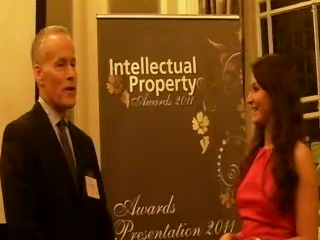 Intellectual
Property
Awards 2011
Awards
Presentation 2011